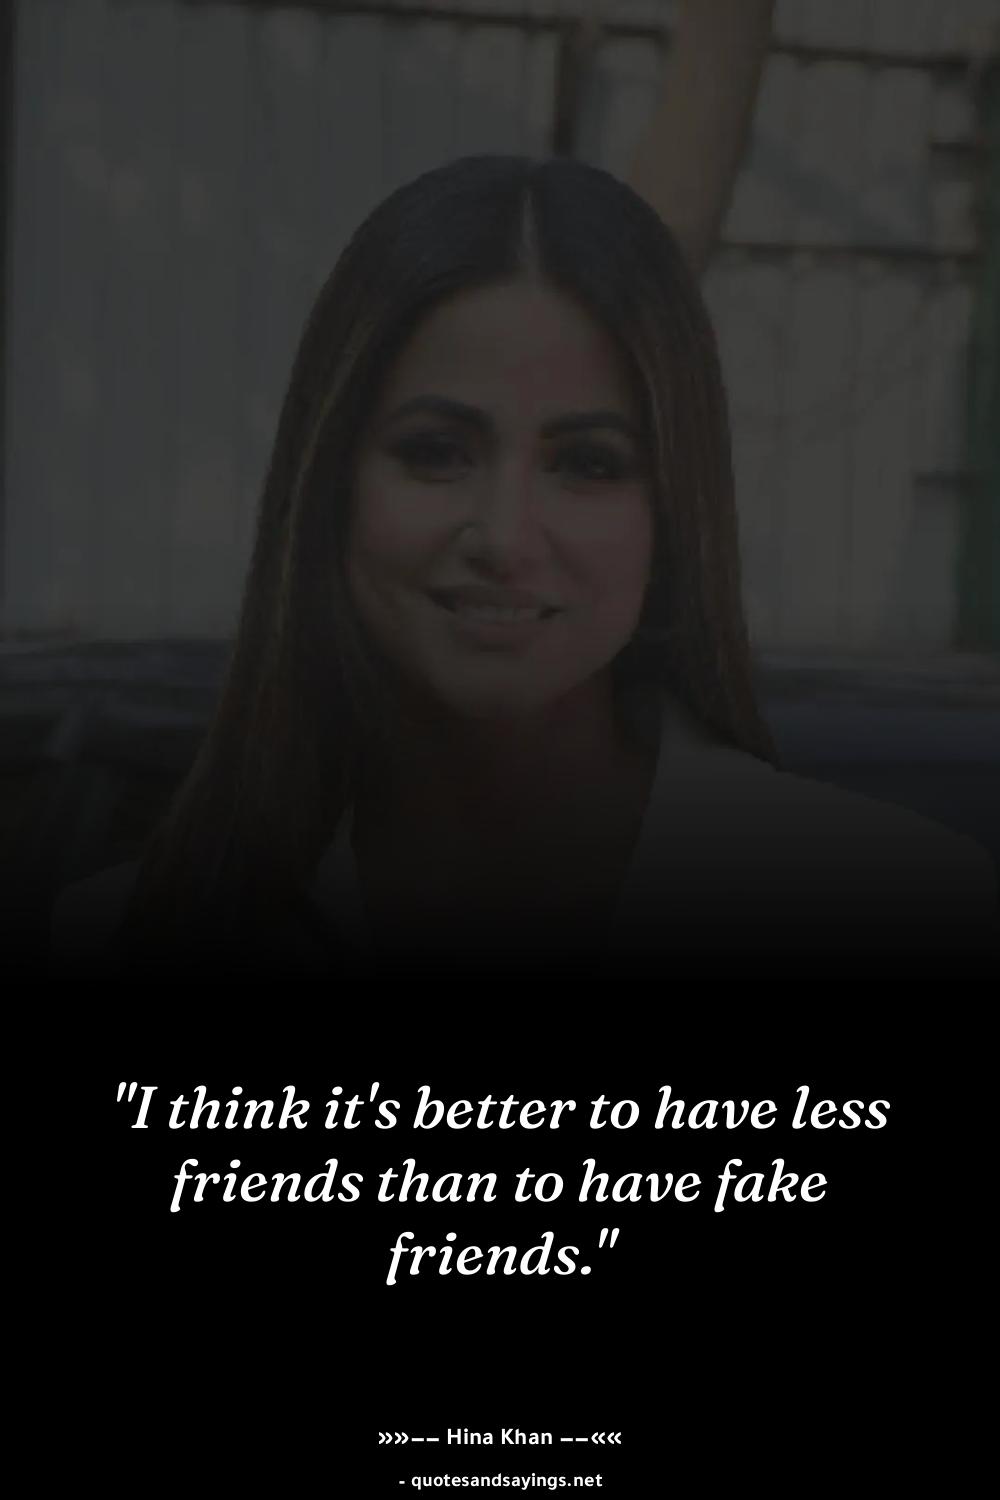 "I think it's better to have less
friends than to have fake
friends."
»»–– Hina Khan ––««
- quotesandsayings.net